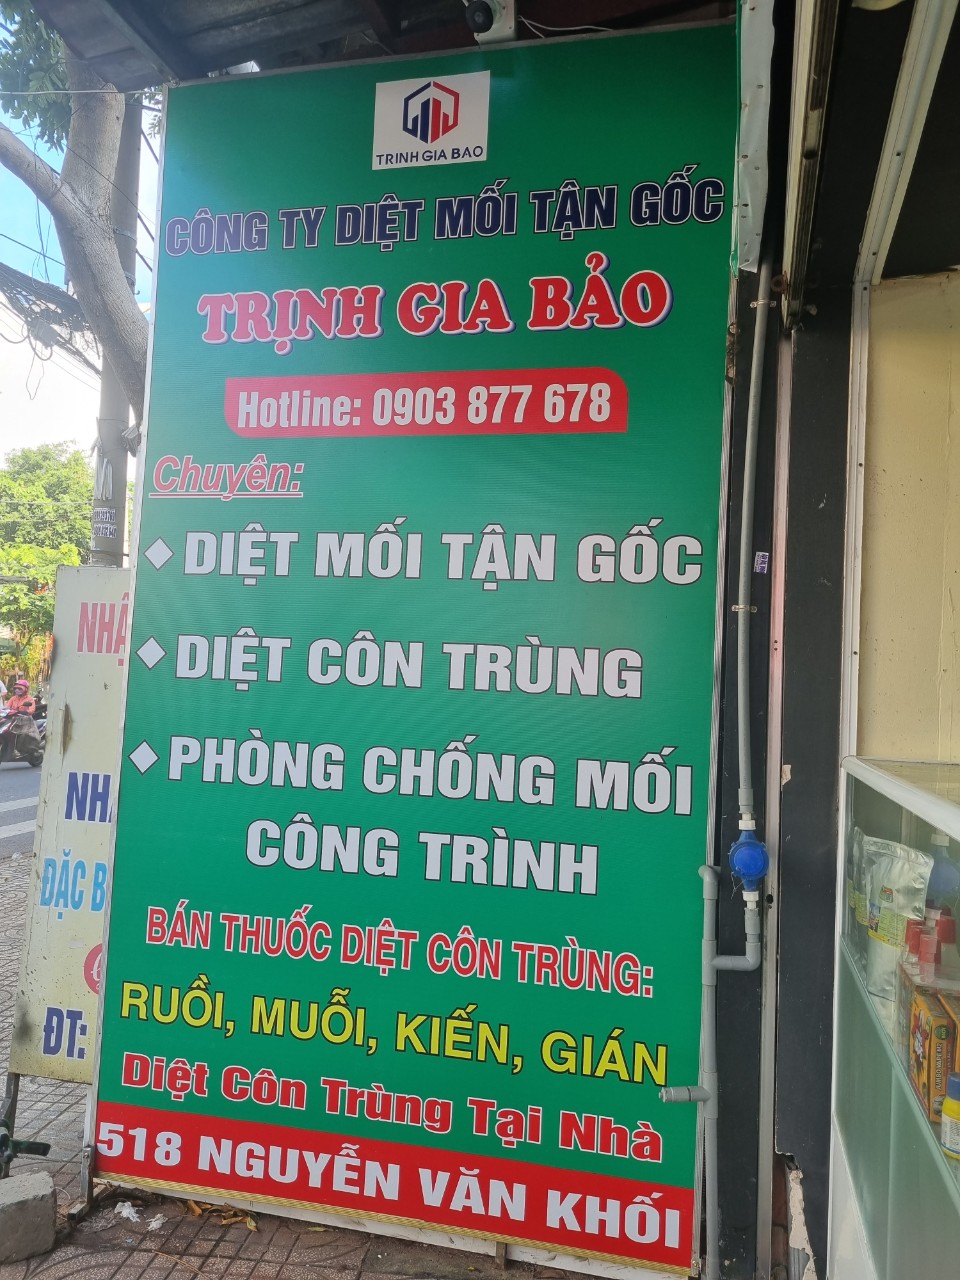 TRINH GIA BAO
CÔNG TY DIỆT MỐI TẬN GỐC
TRỊNH GIA BẢO
Hotline: 0903 877 678
Chuyên:
DIỆT MỐI TẬN GỐC
DIỆT CÔN TRÙNG
PHÒNG CHỐNG MỐI
CÔNG TRÌNH
BÁN THUỐC DIỆT CÔN TRÙNG:
RUỒI, MUỖI, KIẾN, GIÁN
Diệt Côn Trùng Tại Nhà
518 NGUYỄN VĂN KHỐI
ĐẶC B
ĐT: